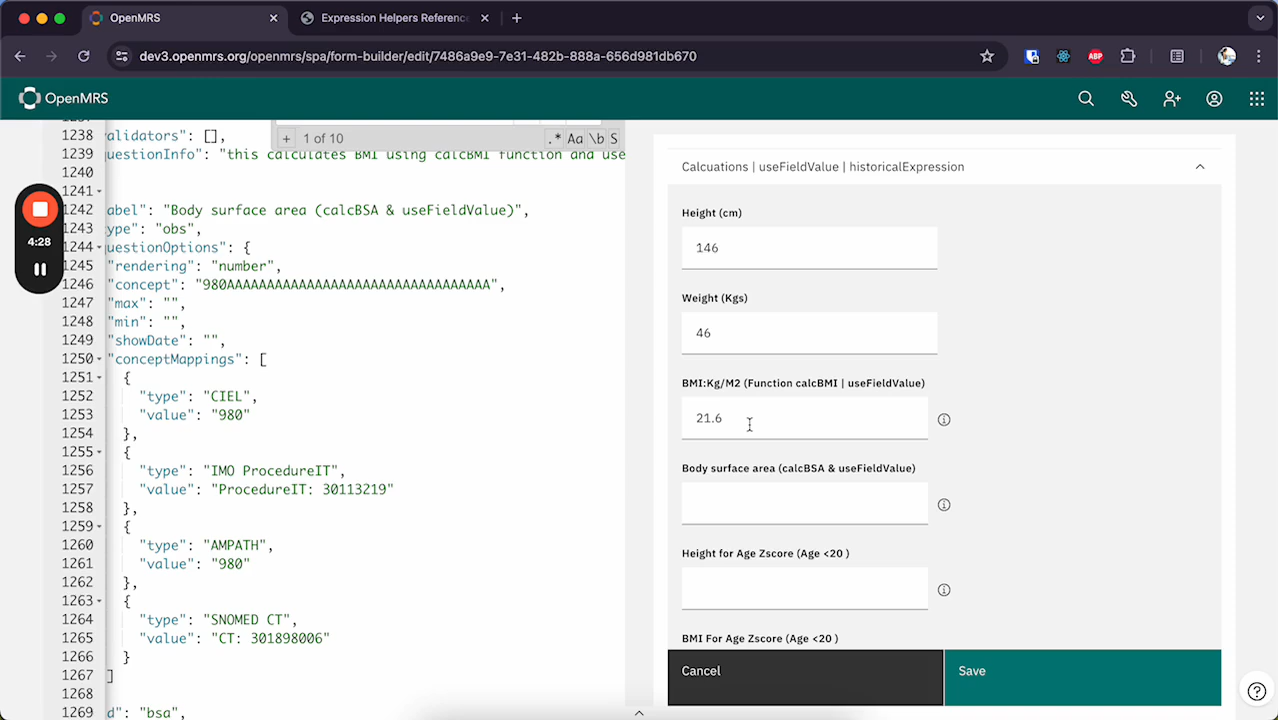 OpenMRS
Expression Helpers Reference
dev3.openmrs.org/openmrs/spa/form-builder/edit/7486a9e9-7e31-482b-888a-656d981db670
ABP
OpenMRS
1 of 10
.* Aa \b S
4:28
1238 alidators": [],
1239 uestionInfo": "this calculates BMI using calcBMI function and use
1240
1241
1242 abel": "Body surface area (calcBSA & useFieldValue)",
1243 ype": "obs",
1244 uestionOptions": {
1245 "rendering": "number",
1246 "concept": "980AAAAAAAAAAAAAAAAAAAAAAAAAAAAAAAAA",
1247 "max": "",
1248 "min": "",
1249 "showDate": "",
1250 "conceptMappings": [
1251 {
1252 "type": "CIEL",
1253 "value": "980"
1254 },
1255 {
1256 "type": "IMO ProcedureIT",
1257 "value": "ProcedureIT: 30113219"
1258 },
1259 {
1260 "type": "AMPATH",
1261 "value": "980"
1262 },
1263 {
1264 "type": "SNOMED CT",
1265 "value": "CT: 301898006"
1266 }
1267 ]
1268
1269 d": "bsa",
Calcuations | useFieldValue | historicalExpression
Height (cm)
146
Weight (Kgs)
46
BMI:Kg/M2 (Function calcBMI | useFieldValue)
21.6
Body surface area (calcBSA & useFieldValue)
Height for Age Zscore (Age <20 )
BMI For Age Zscore (Age <20 )
Cancel
Save